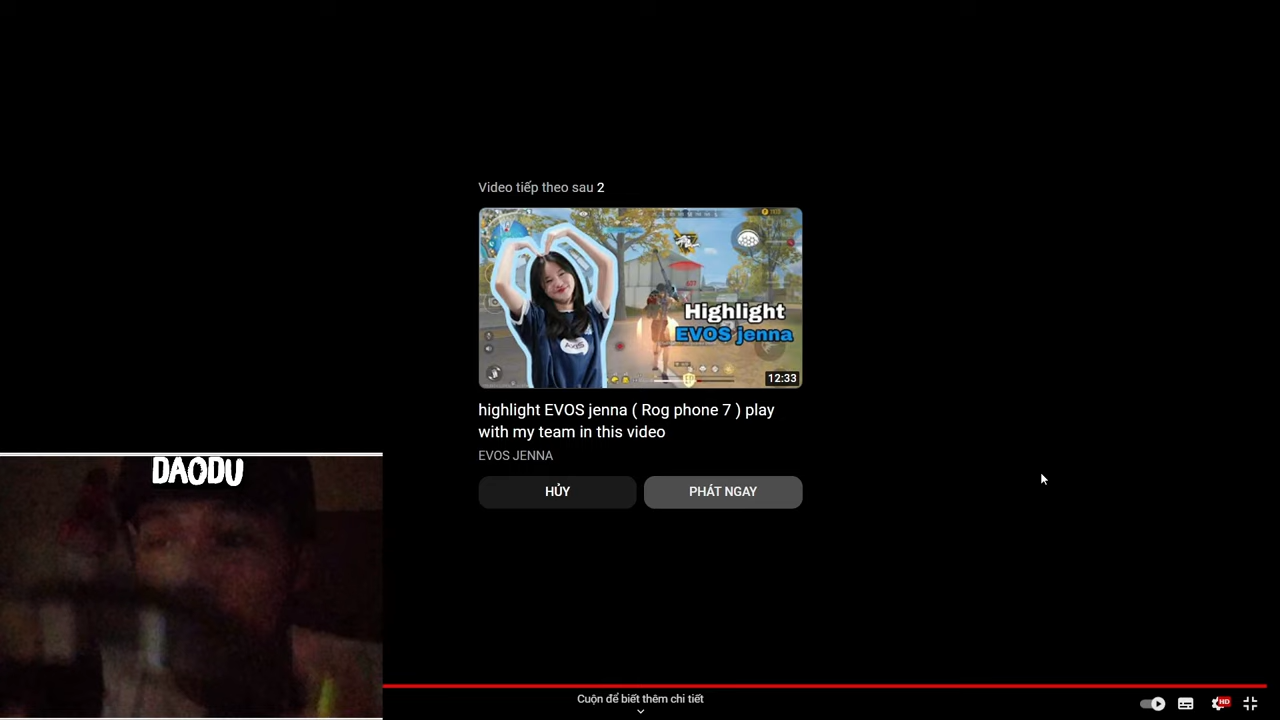 Video tiếp theo sau 2
Highlight
EVOS jenna
12:33
highlight EVOS jenna ( Rog phone 7 ) play
with my team in this video
EVOS JENNA
HỦY
PHÁT NGAY
DAODU
Cuộn để biết thêm chi tiết
HD